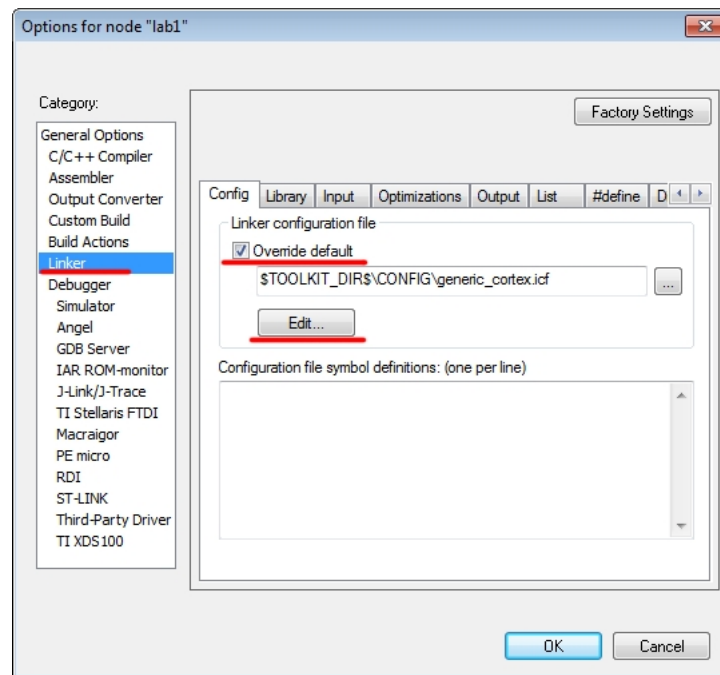 Options for node "lab1"
Category:
Factory Settings
General Options
C/C++ Compiler
Assembler
Output Converter
Custom Build
Build Actions
Linker
Debugger
Simulator
Angel
GDB Server
IAR ROM-monitor
J-Link/J-Trace
TI Stellaris FTDI
Macraigor
PE micro
RDI
ST-LINK
Third-Party Driver
TI XDS100
Config Library Input Optimizations Output List #define D
Linker configuration file
Override default
$TOOLKIT_DIR$\CONFIG\generic_cortex.icf
...
Edit...
Configuration file symbol definitions: (one per line)
OK Cancel